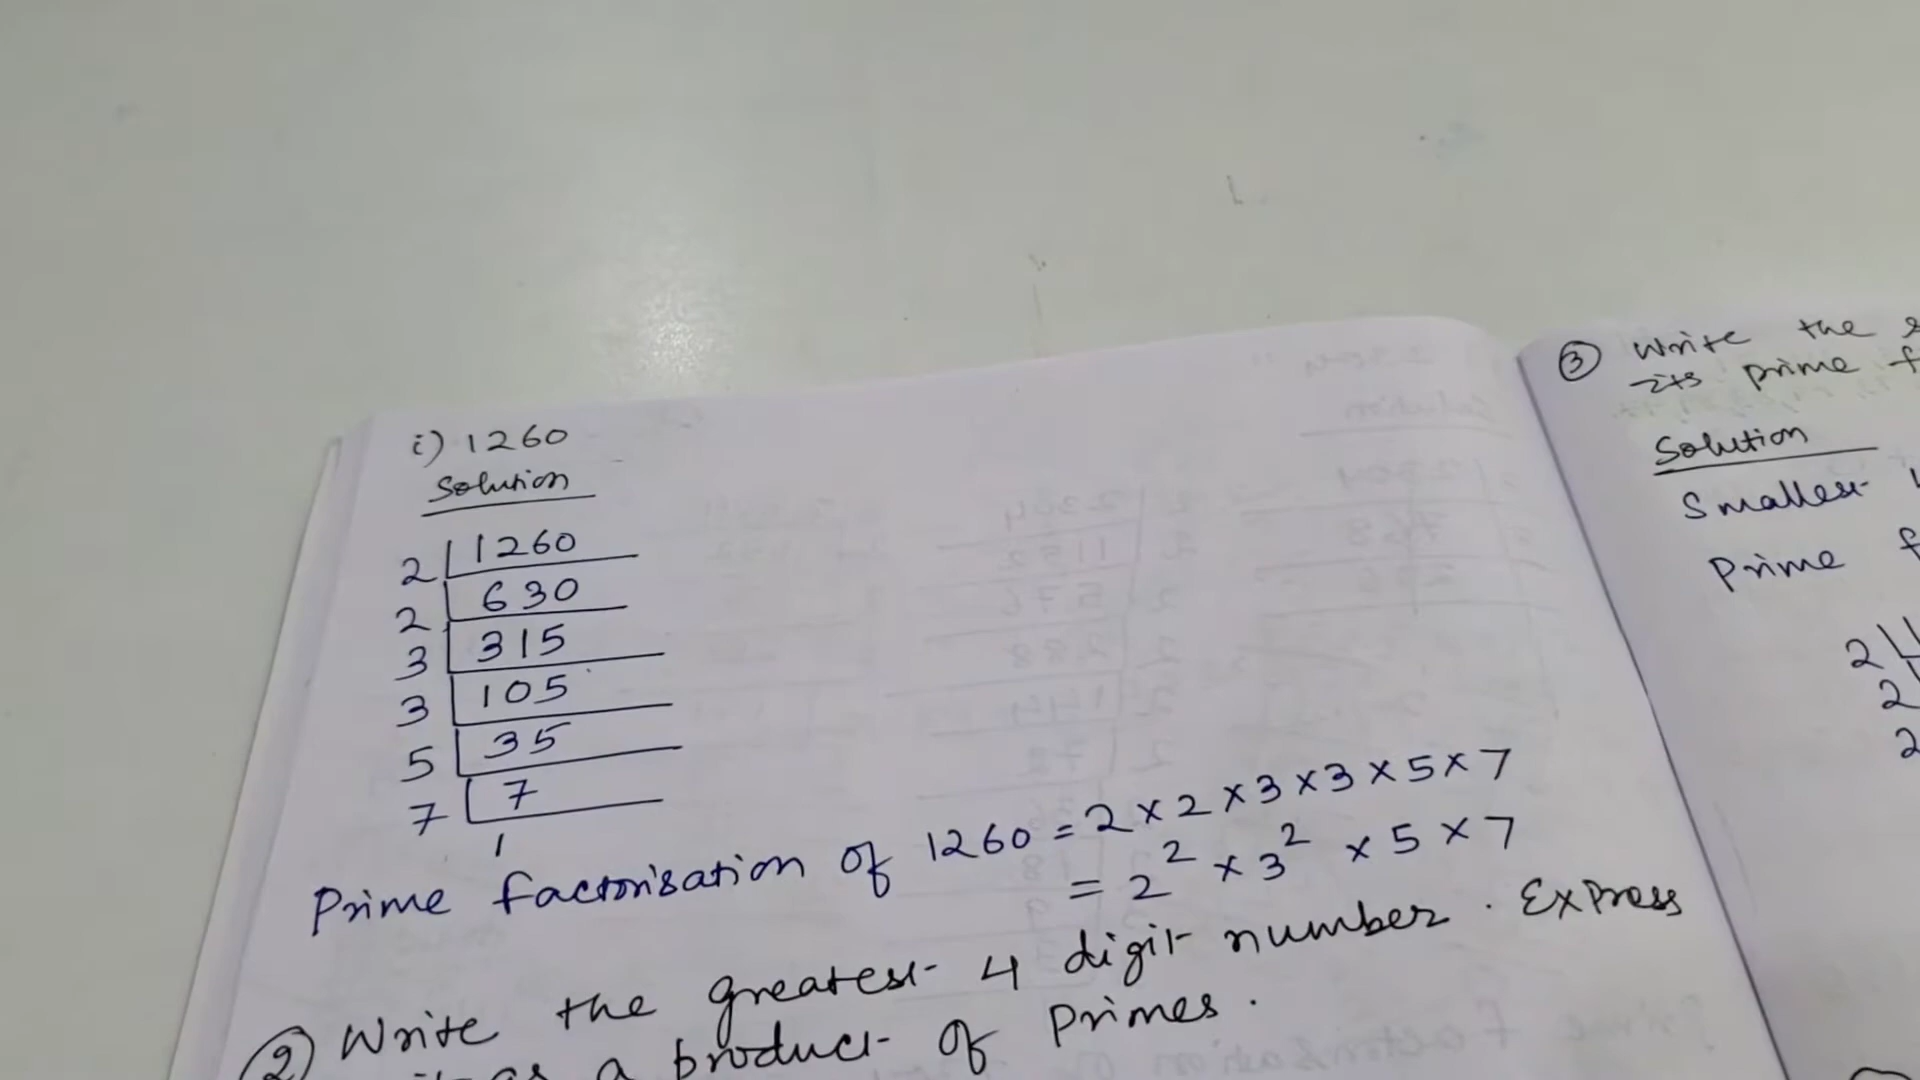 i) 1260
Solution
2 | 1260
2 | 630
3 | 315
3 | 105
5 | 35
7 | 7
1
Prime factorisation of 1260 = 2 × 2 × 3 × 3 × 5 × 7
= 2² × 3² × 5 × 7
② Write the greatest 4 digit number. Express
as a product of primes.
③ Write the
its prime
Solution
Smallest
Prime
2
2
2